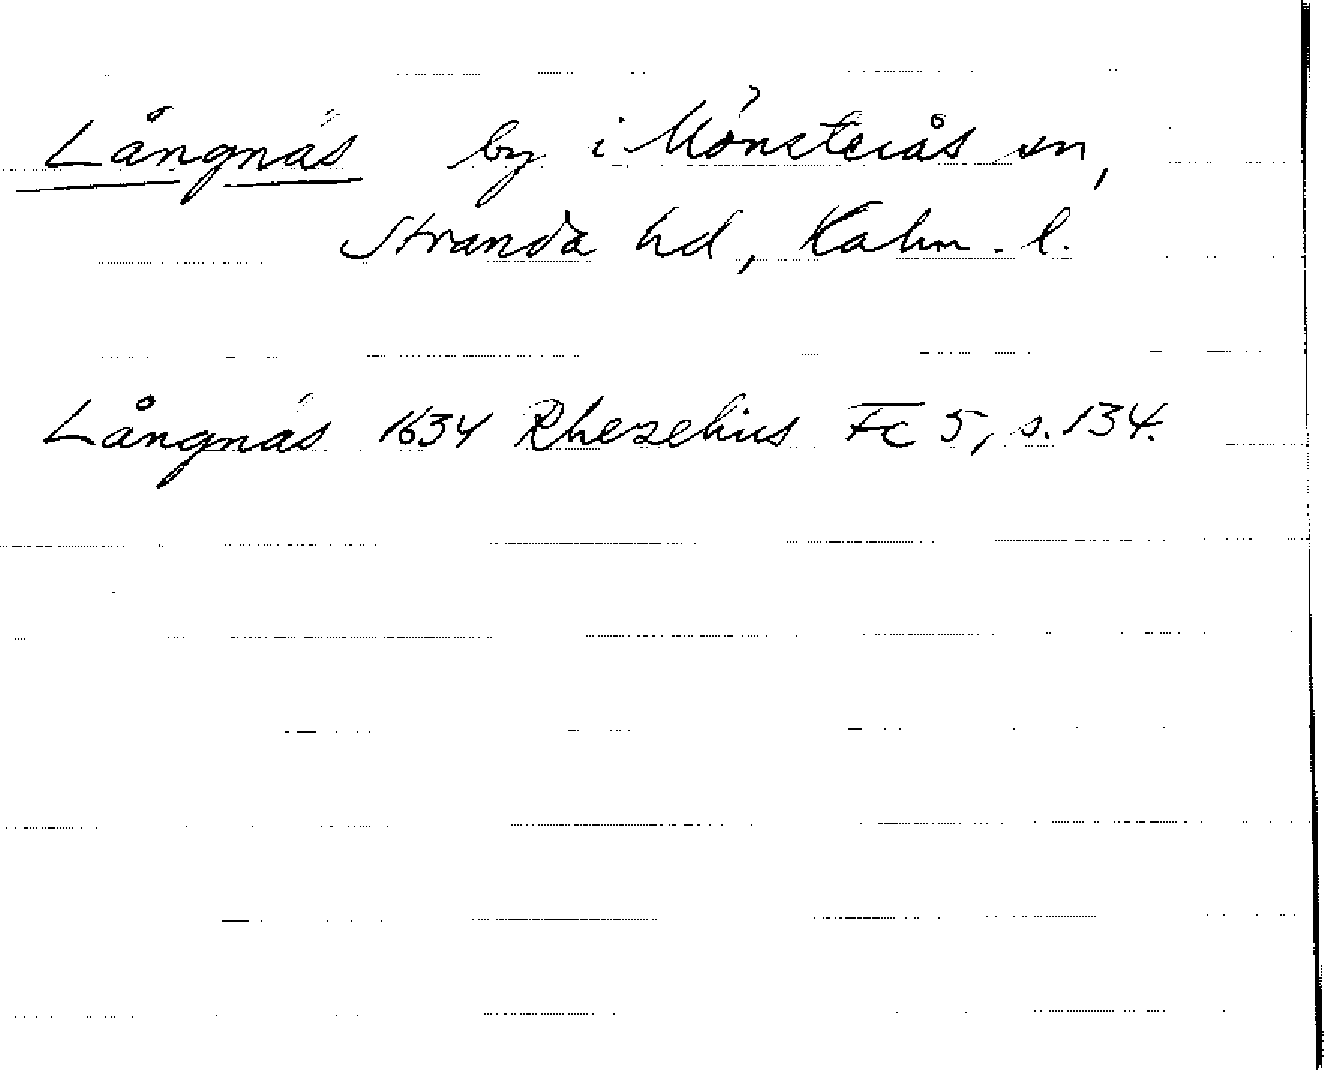 Långnäs by i Mönsterås sn,
Stranda hd, Kalm. l.
Långnäs 1634 Rhezelius Fc 5, s. 134.